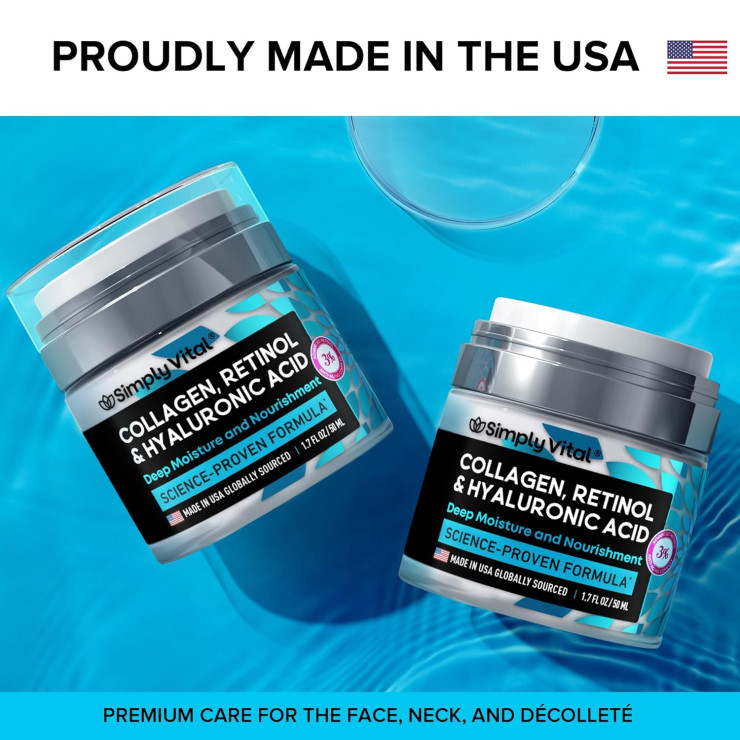 PROUDLY MADE IN THE USA
SimplyVital®
COLLAGEN, RETINOL
& HYALURONIC ACID
Deep Moisture and Nourishment
SCIENCE-PROVEN FORMULA*
MADE IN USA GLOBALLY SOURCED | 1.7 FL OZ/50 ML
3%
SimplyVital®
COLLAGEN, RETINOL
& HYALURONIC ACID
Deep Moisture and Nourishment
SCIENCE-PROVEN FORMULA*
MADE IN USA GLOBALLY SOURCED | 1.7 FL OZ/50 ML
3%
PREMIUM CARE FOR THE FACE, NECK, AND DÉCOLLETÉ